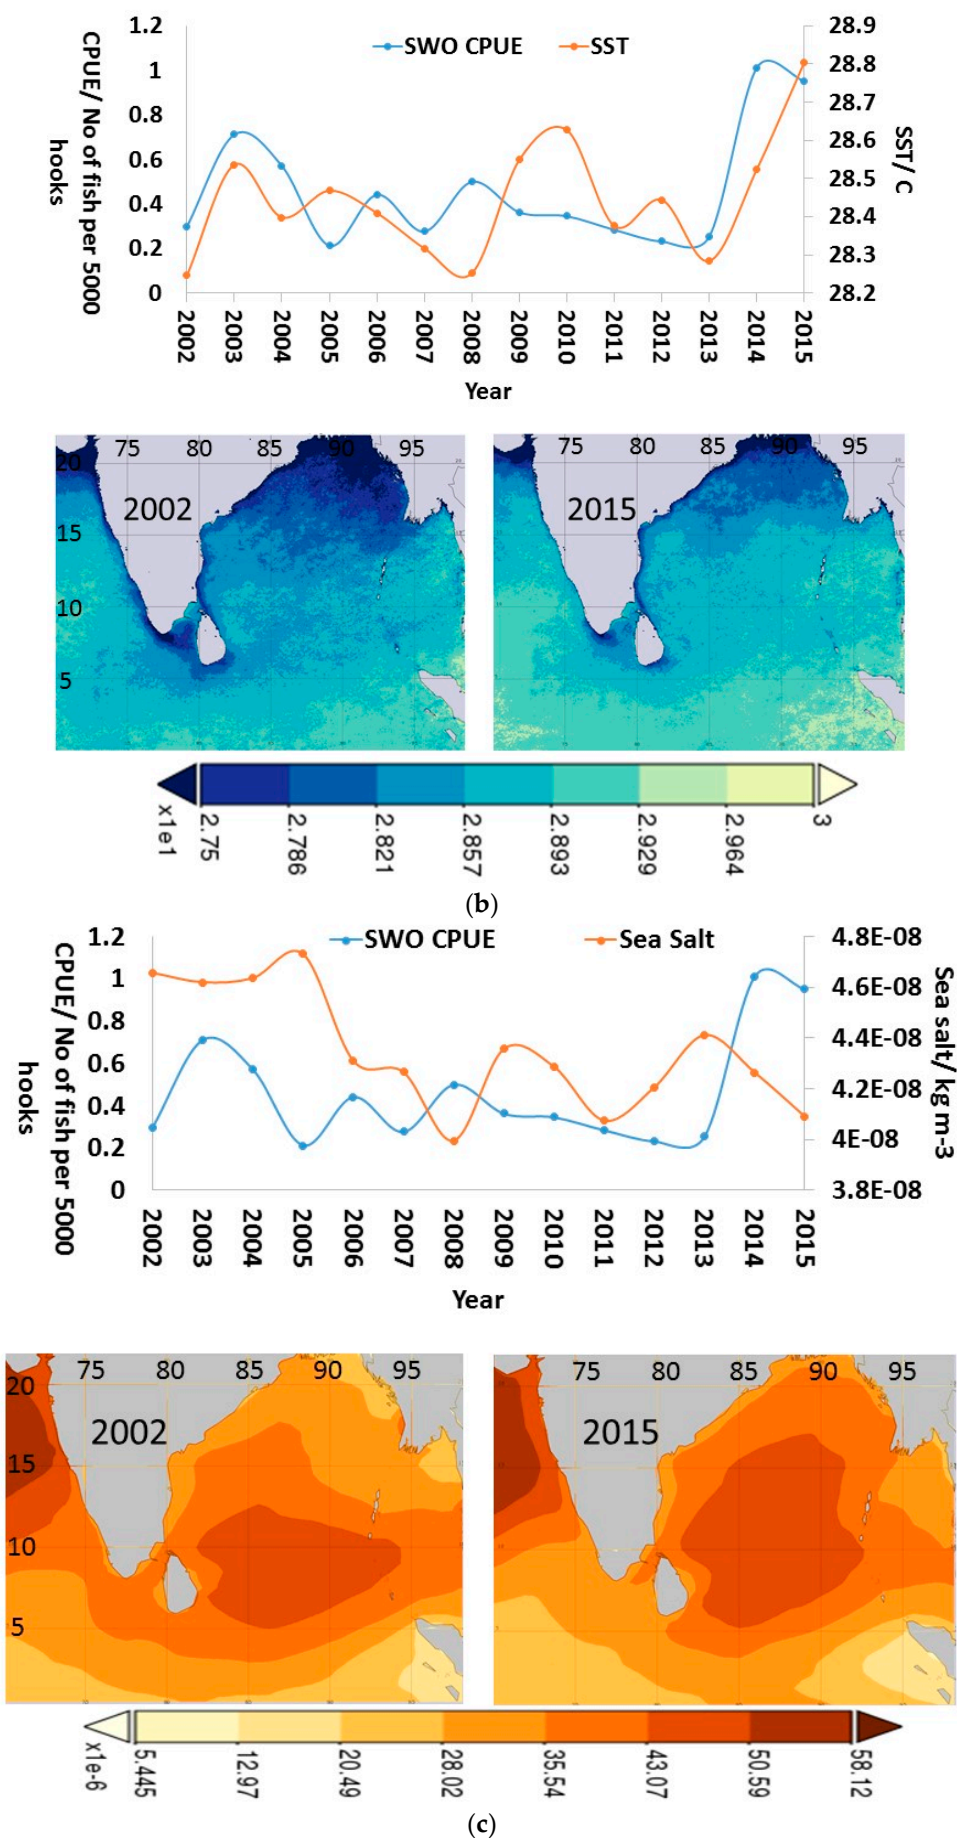 SWO CPUE SST
CPUE/ No of fish per 5000
hooks
1.2
1
0.8
0.6
0.4
0.2
0
28.9
28.8
28.7
28.6
28.5
28.4
28.3
28.2
SST/ C
2002 2003 2004 2005 2006 2007 2008 2009 2010 2011 2012 2013 2014 2015
Year
75 80 85 90 95
20
15
10
5
2002
75 80 85 90 95
2015
x1e1 2.75 2.786 2.821 2.857 2.893 2.929 2.964 3
(b)
SWO CPUE Sea Salt
CPUE/ No of fish per 5000
hooks
1.2
1
0.8
0.6
0.4
0.2
0
4.8E-08
4.6E-08
4.4E-08
4.2E-08
4E-08
3.8E-08
Sea salt/ kg m-3
2002 2003 2004 2005 2006 2007 2008 2009 2010 2011 2012 2013 2014 2015
Year
75 80 85 90 95
20
15
10
5
2002
75 80 85 90 95
2015
x1e-6 5.445 12.97 20.49 28.02 35.54 43.07 50.59 58.12
(c)